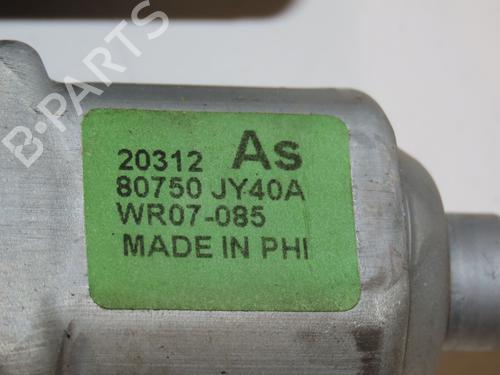 B-PARTS
20312 As
80750 JY40A
WR07-085
MADE IN PHI